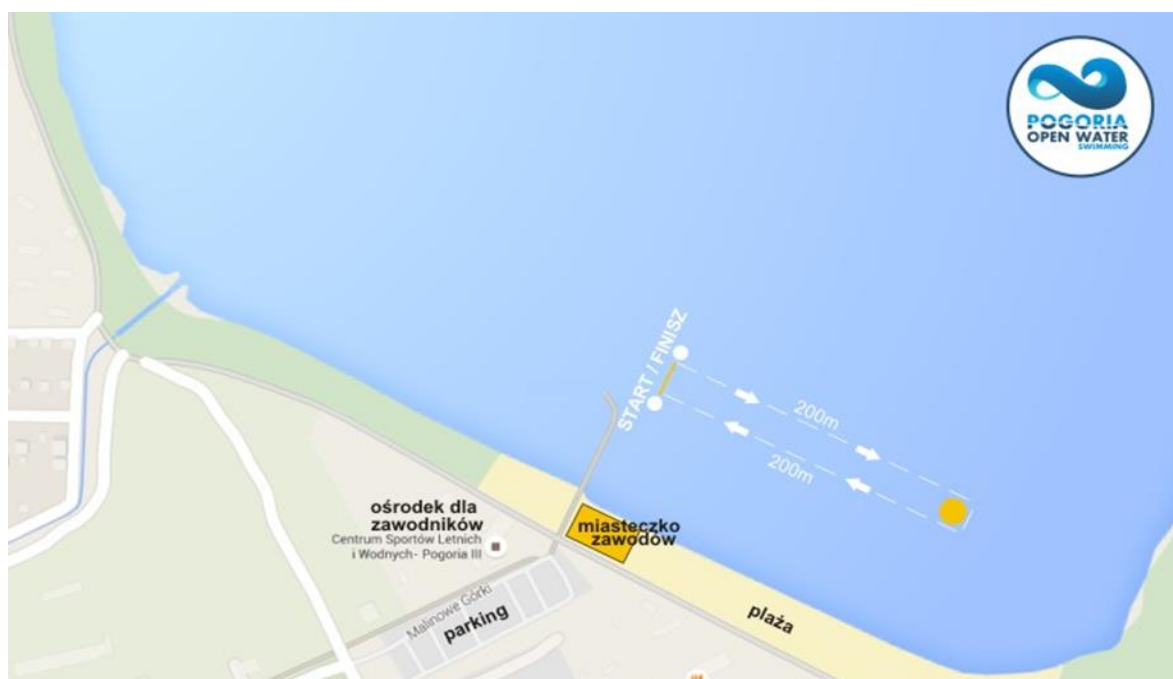 POGORIA
OPEN WATER
SWIMMING
START / FINISZ
200m
200m
ośrodek dla
zawodników
Centrum Sportów Letnich
i Wodnych- Pogoria III
miasteczko
zawodów
Malinowe Górki
parking
plaża